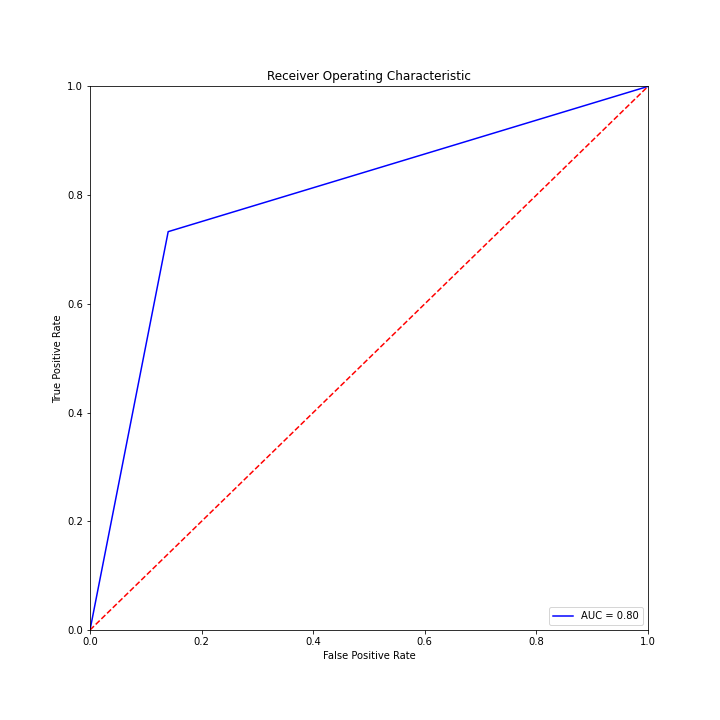 Receiver Operating Characteristic
1.0
0.8
0.6
0.4
0.2
0.0
True Positive Rate
0.0 0.2 0.4 0.6 0.8 1.0
False Positive Rate
AUC = 0.80